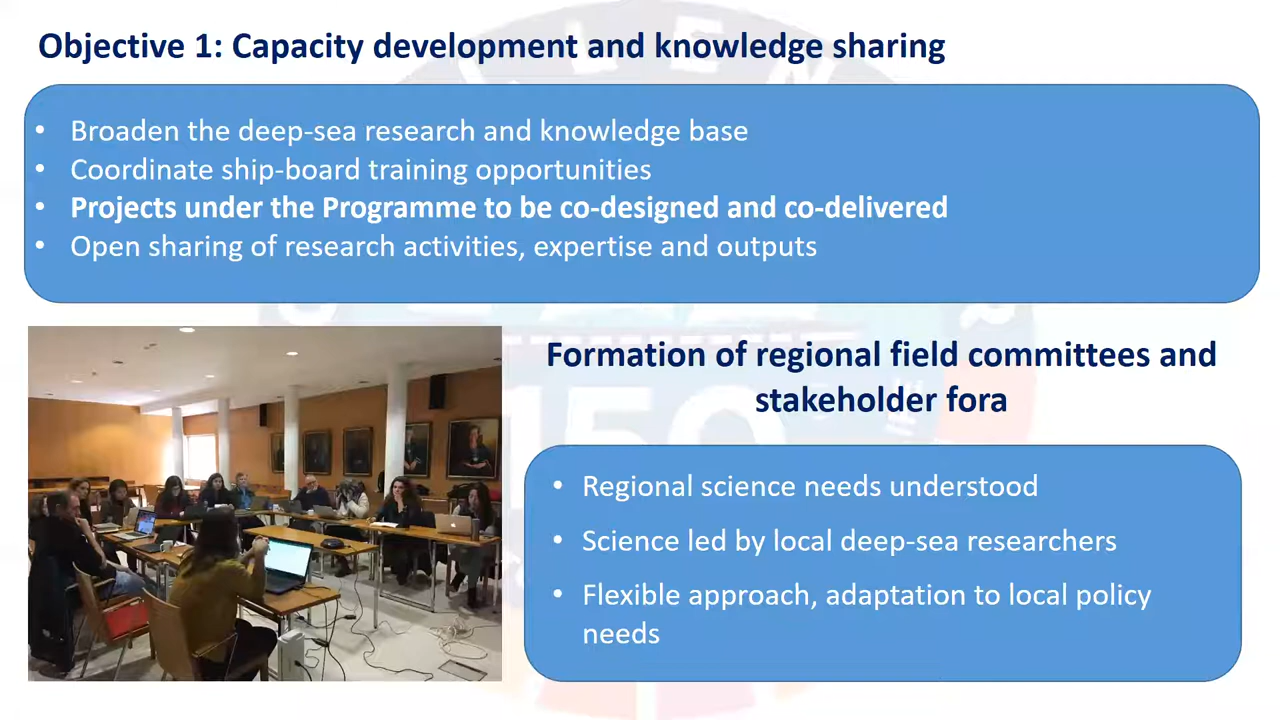 Objective 1: Capacity development and knowledge sharing
• Broaden the deep-sea research and knowledge base
• Coordinate ship-board training opportunities
• Projects under the Programme to be co-designed and co-delivered
• Open sharing of research activities, expertise and outputs
Formation of regional field committees and
stakeholder fora
• Regional science needs understood
• Science led by local deep-sea researchers
• Flexible approach, adaptation to local policy
needs